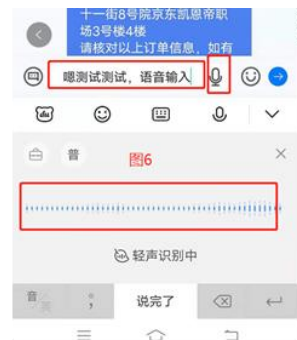 十一街8号院京东凯恩帝职
场3号楼4楼
请核对以上订单信息，如有
嗯测试测试，语音输入
du
普
图6
轻声识别中
音
，
；
说完了